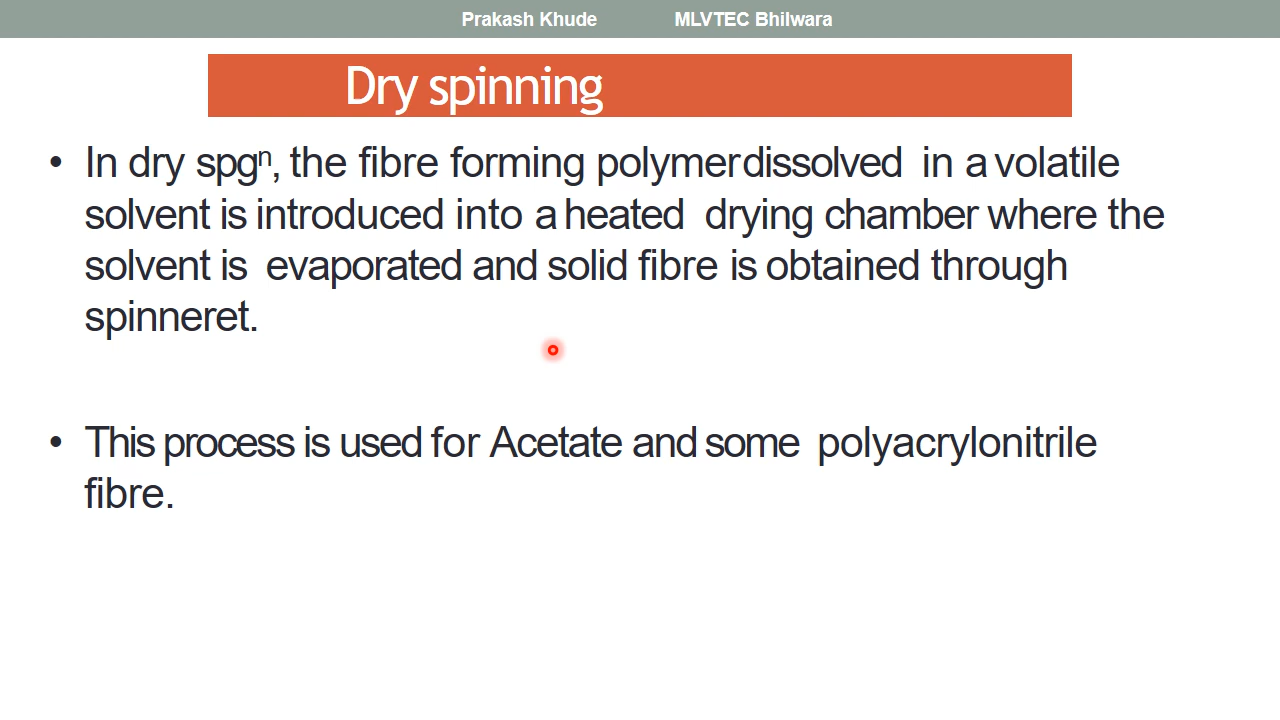 Prakash Khude MLVTEC Bhilwara
Dry spinning
• In dry spgⁿ, the fibre forming polymerdissolved in a volatile
solvent is introduced into a heated drying chamber where the
solvent is evaporated and solid fibre is obtained through
spinneret.
• This process is used for Acetate and some polyacrylonitrile
fibre.